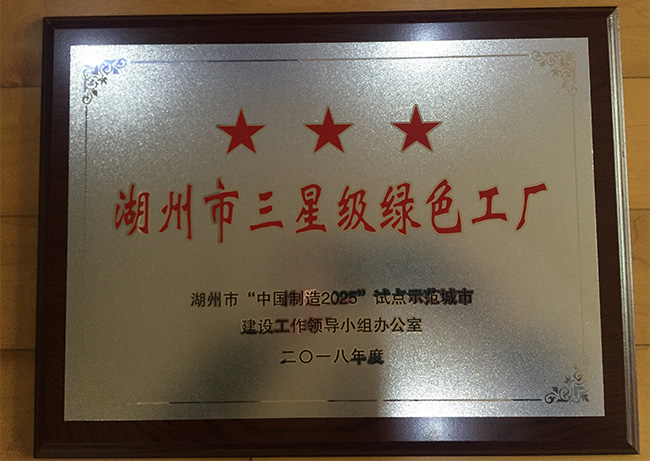 湖州市三星级绿色工厂
湖州市“中国制造2025”试点示范城市
建设工作领导小组办公室
二〇一八年度